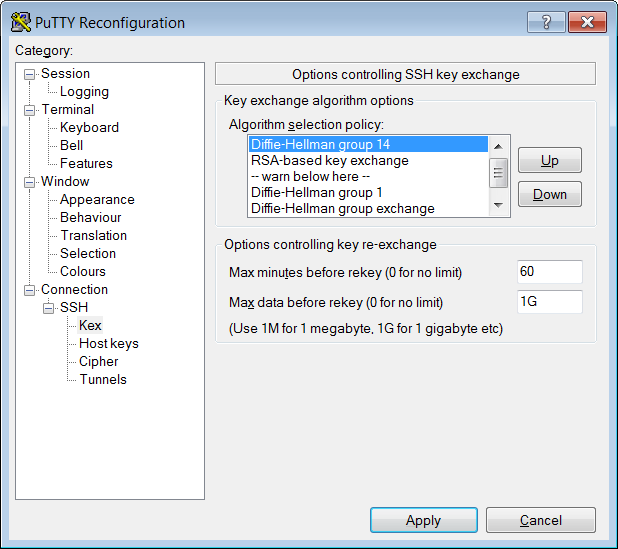 PuTTY Reconfiguration
Category:
Session
Logging
Terminal
Keyboard
Bell
Features
Window
Appearance
Behaviour
Translation
Selection
Colours
Connection
SSH
Kex
Host keys
Cipher
Tunnels
Options controlling SSH key exchange
Key exchange algorithm options
Algorithm selection policy:
Diffie-Hellman group 14
RSA-based key exchange
-- warn below here --
Diffie-Hellman group 1
Diffie-Hellman group exchange
Up
Down
Options controlling key re-exchange
Max minutes before rekey (0 for no limit) 60
Max data before rekey (0 for no limit) 1G
(Use 1M for 1 megabyte, 1G for 1 gigabyte etc)
Apply Cancel